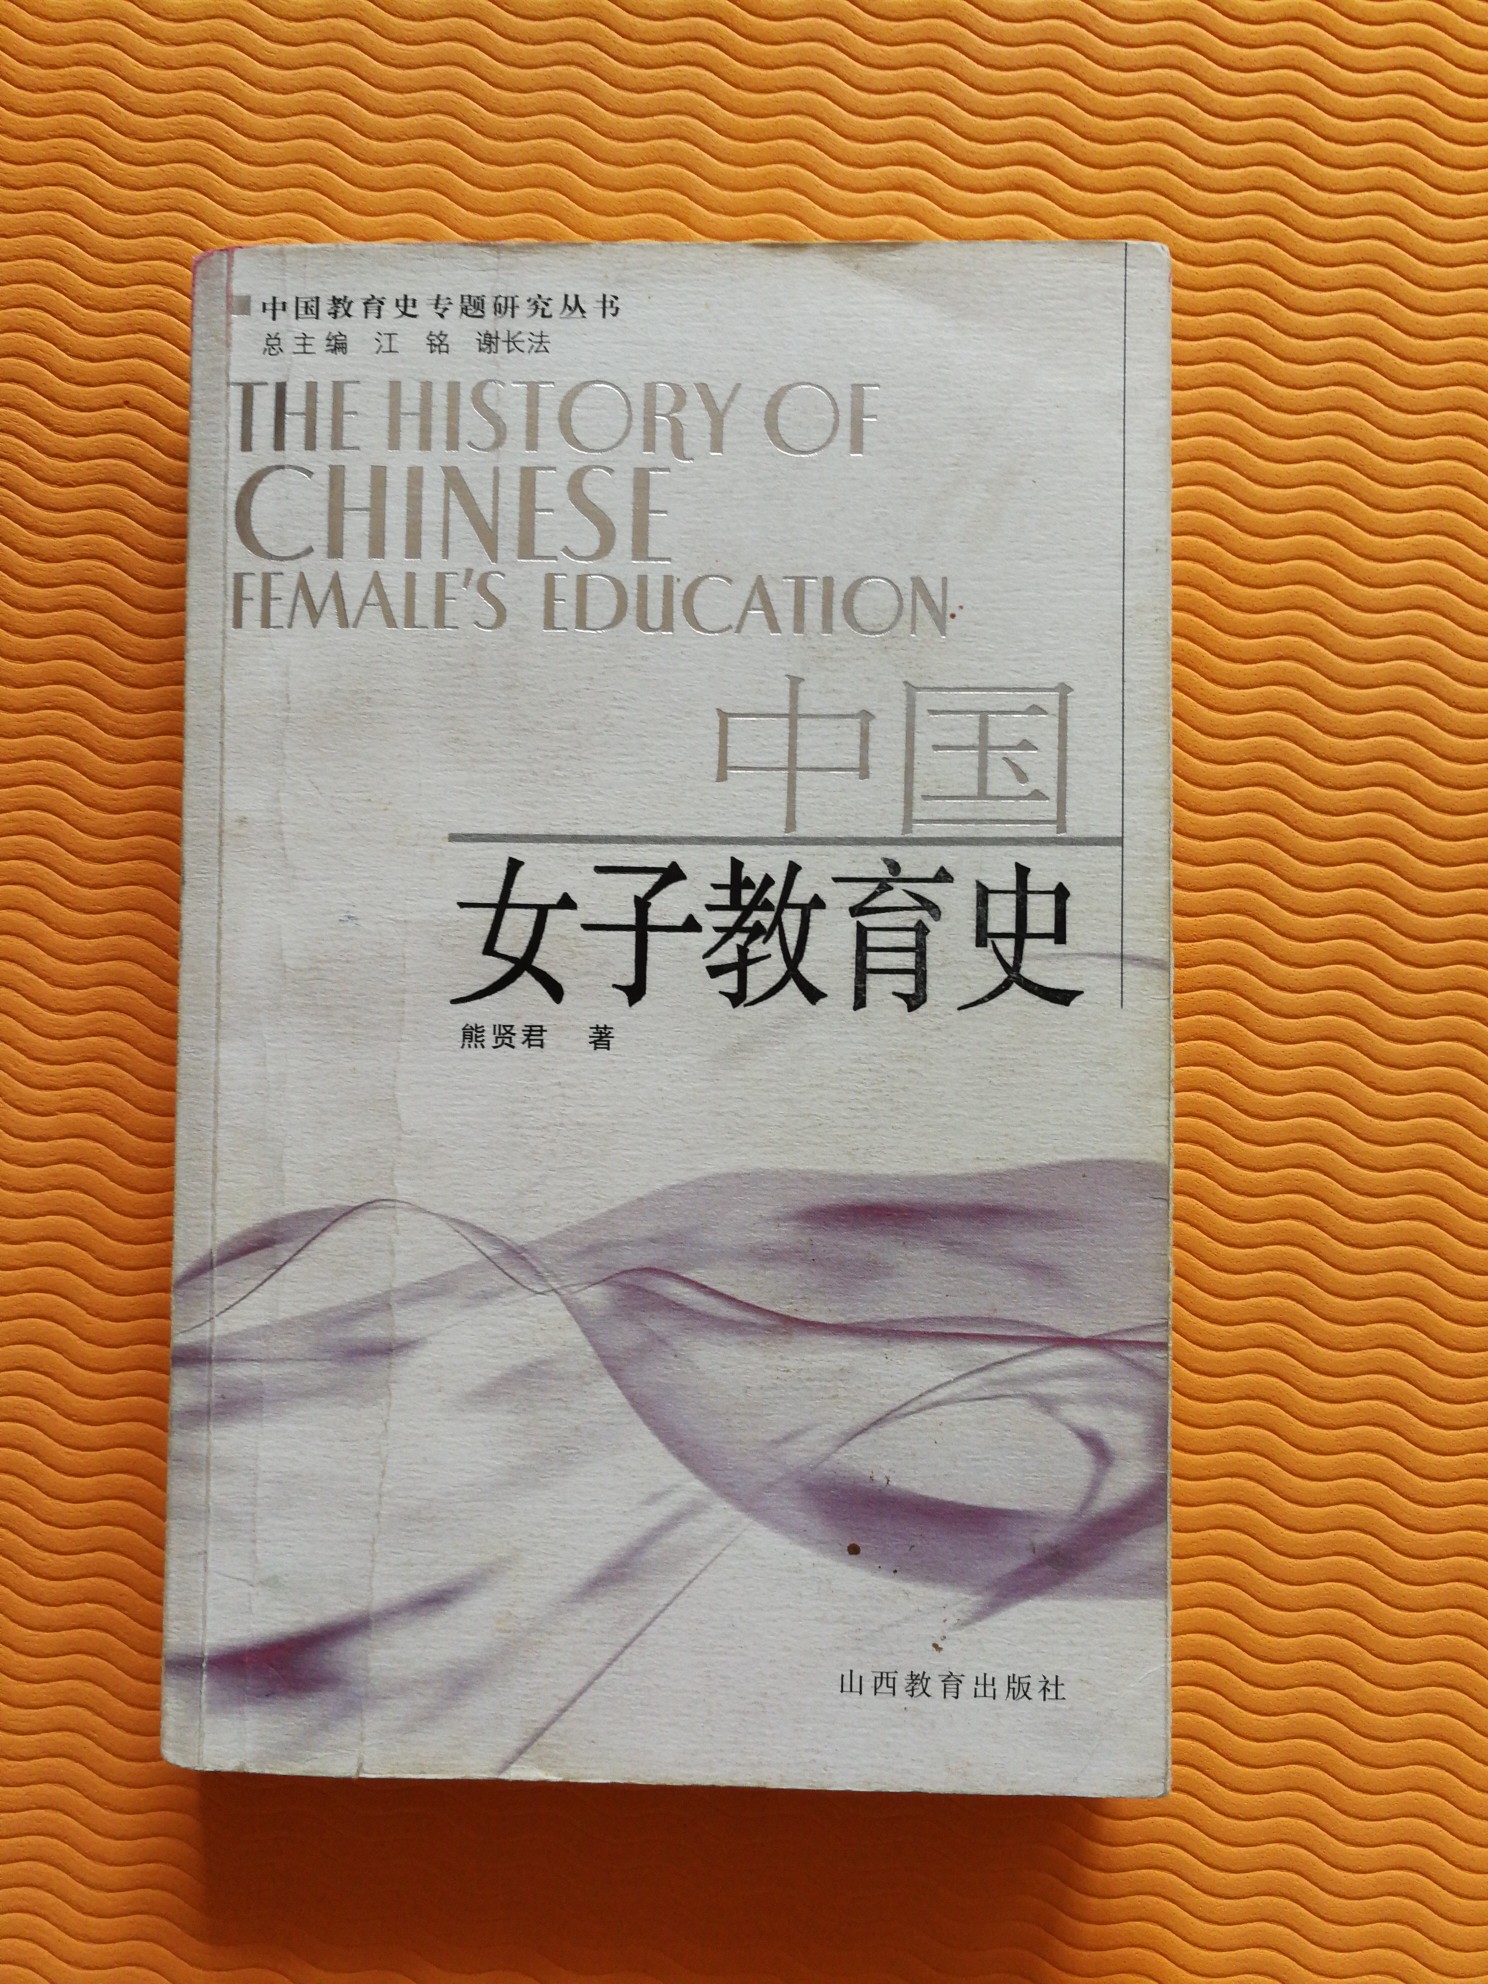 中国教育史专题研究丛书
总主编 江 铭 谢长法
THE HISTORY OF
CHINESE
FEMALE'S EDUCATION
中国
女子教育史
熊贤君 著
山西教育出版社